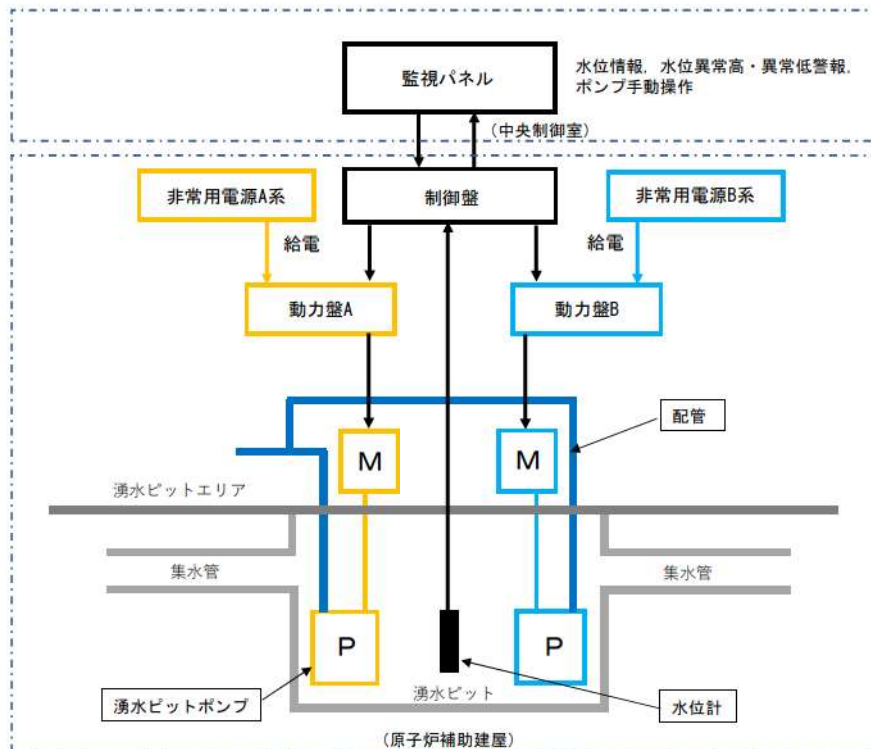 監視パネル
水位情報，水位異常高・異常低警報，
ポンプ手動操作
（中央制御室）
非常用電源A系
制御盤
非常用電源B系
給電
給電
動力盤A
動力盤B
配管
M
M
湧水ピットエリア
集水管
集水管
P
P
湧水ピット
湧水ピットポンプ
水位計
（原子炉補助建屋）